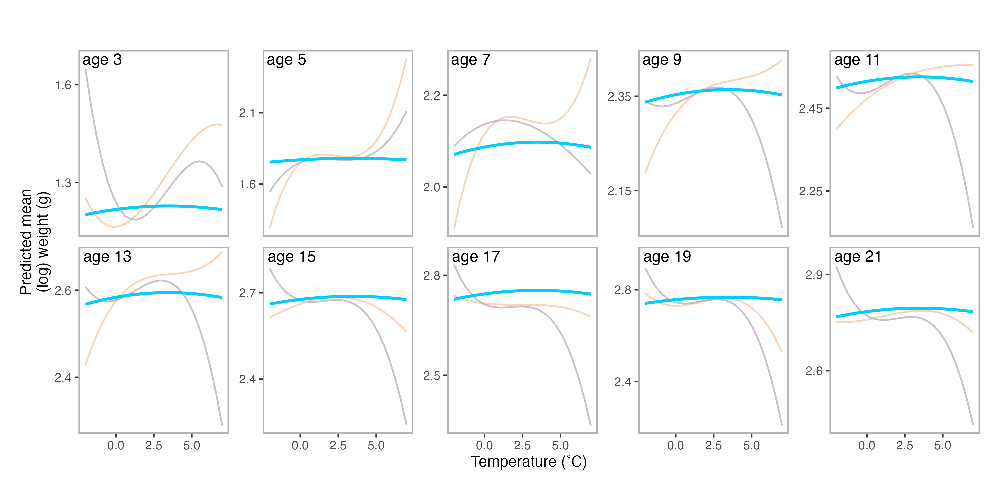 age 3
age 5
age 7
age 9
age 11
1.6
1.3
2.1
1.6
2.2
2.0
2.35
2.15
2.45
2.25
age 13
age 15
age 17
age 19
age 21
2.6
2.4
2.7
2.4
2.8
2.5
2.8
2.4
2.9
2.6
0.0 2.5 5.0
0.0 2.5 5.0
0.0 2.5 5.0
0.0 2.5 5.0
0.0 2.5 5.0
Temperature (˚C)
Predicted mean
(log) weight (g)